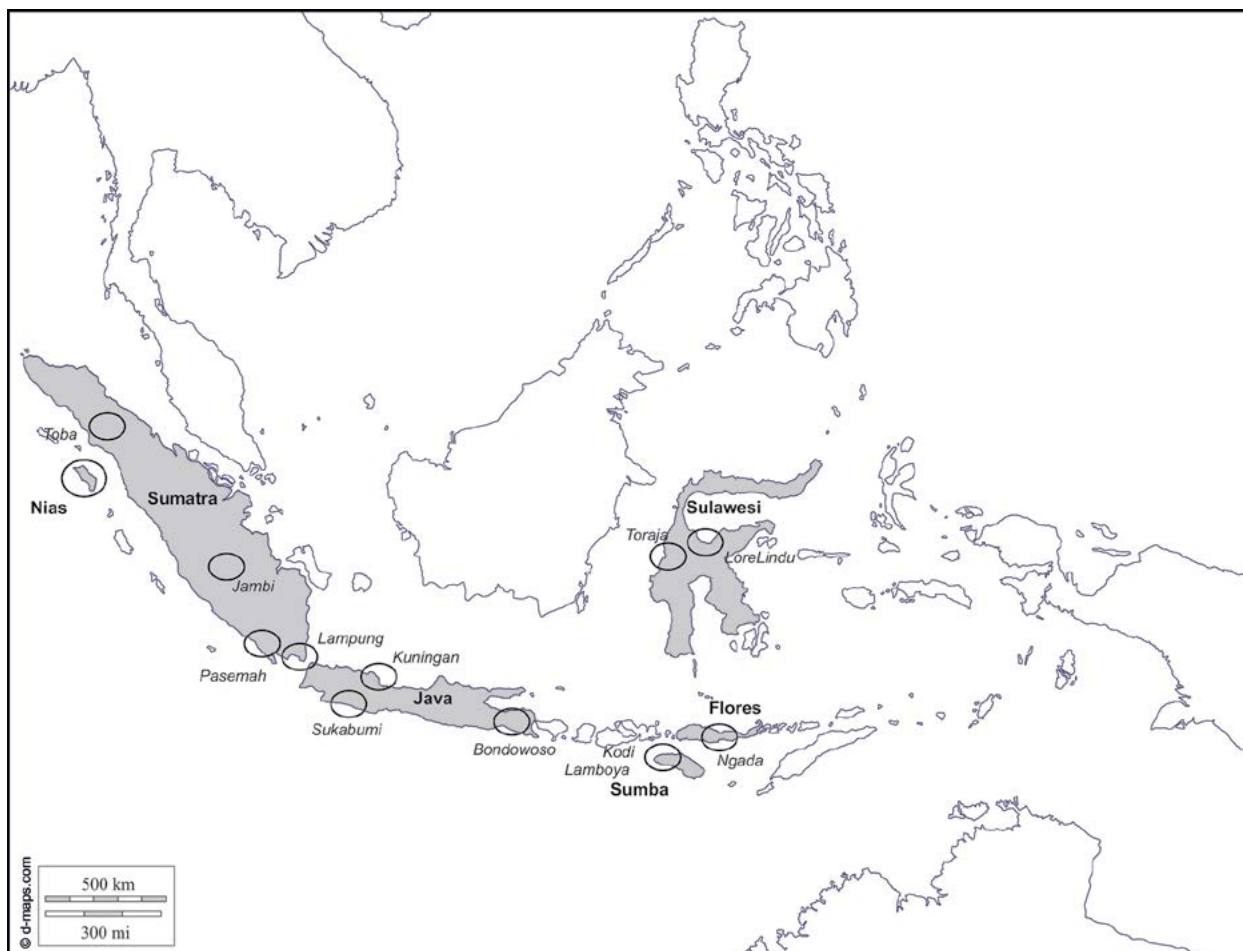 Toba
Nias
Sumatra
Jambi
Pasemah
Lampung
Kuningan
Java
Sukabumi
Bondowoso
Sulawesi
Toraja
LoreLindu
Flores
Kodi
Lamboya
Ngada
Sumba
500 km
300 mi
© d-maps.com